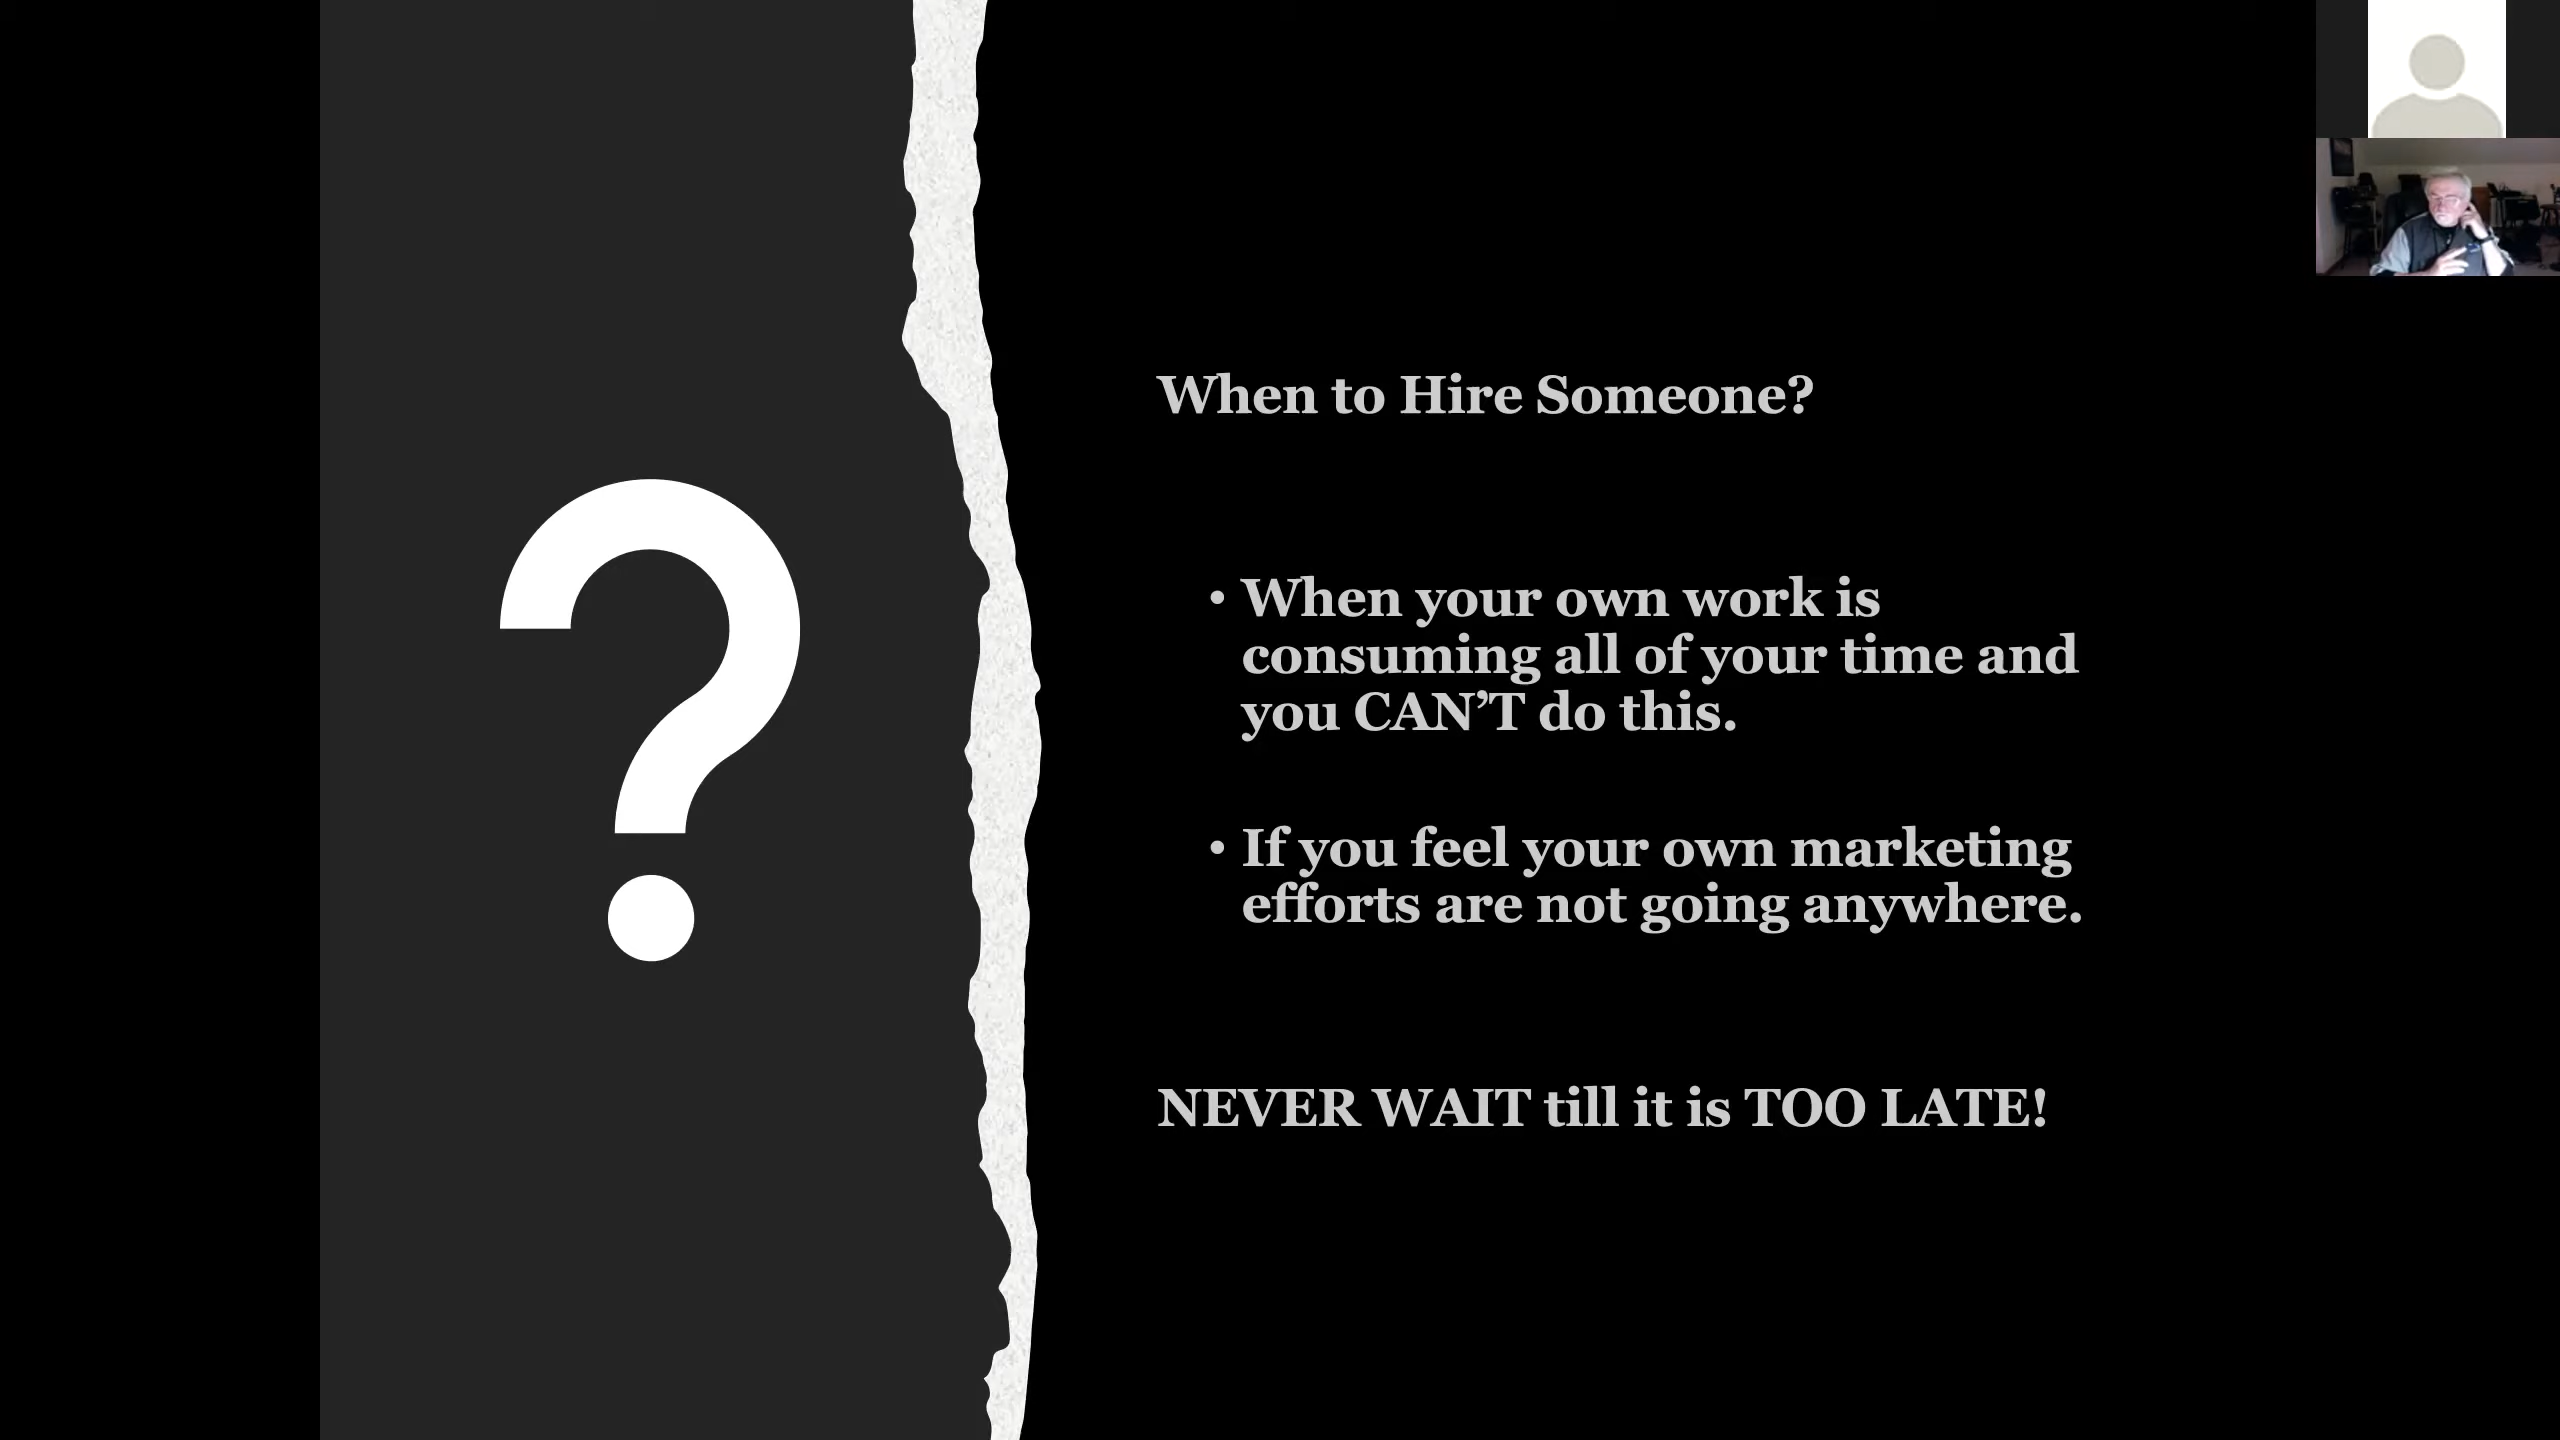 When to Hire Someone?
• When your own work is
consuming all of your time and
you CAN’T do this.
• If you feel your own marketing
efforts are not going anywhere.
NEVER WAIT till it is TOO LATE!